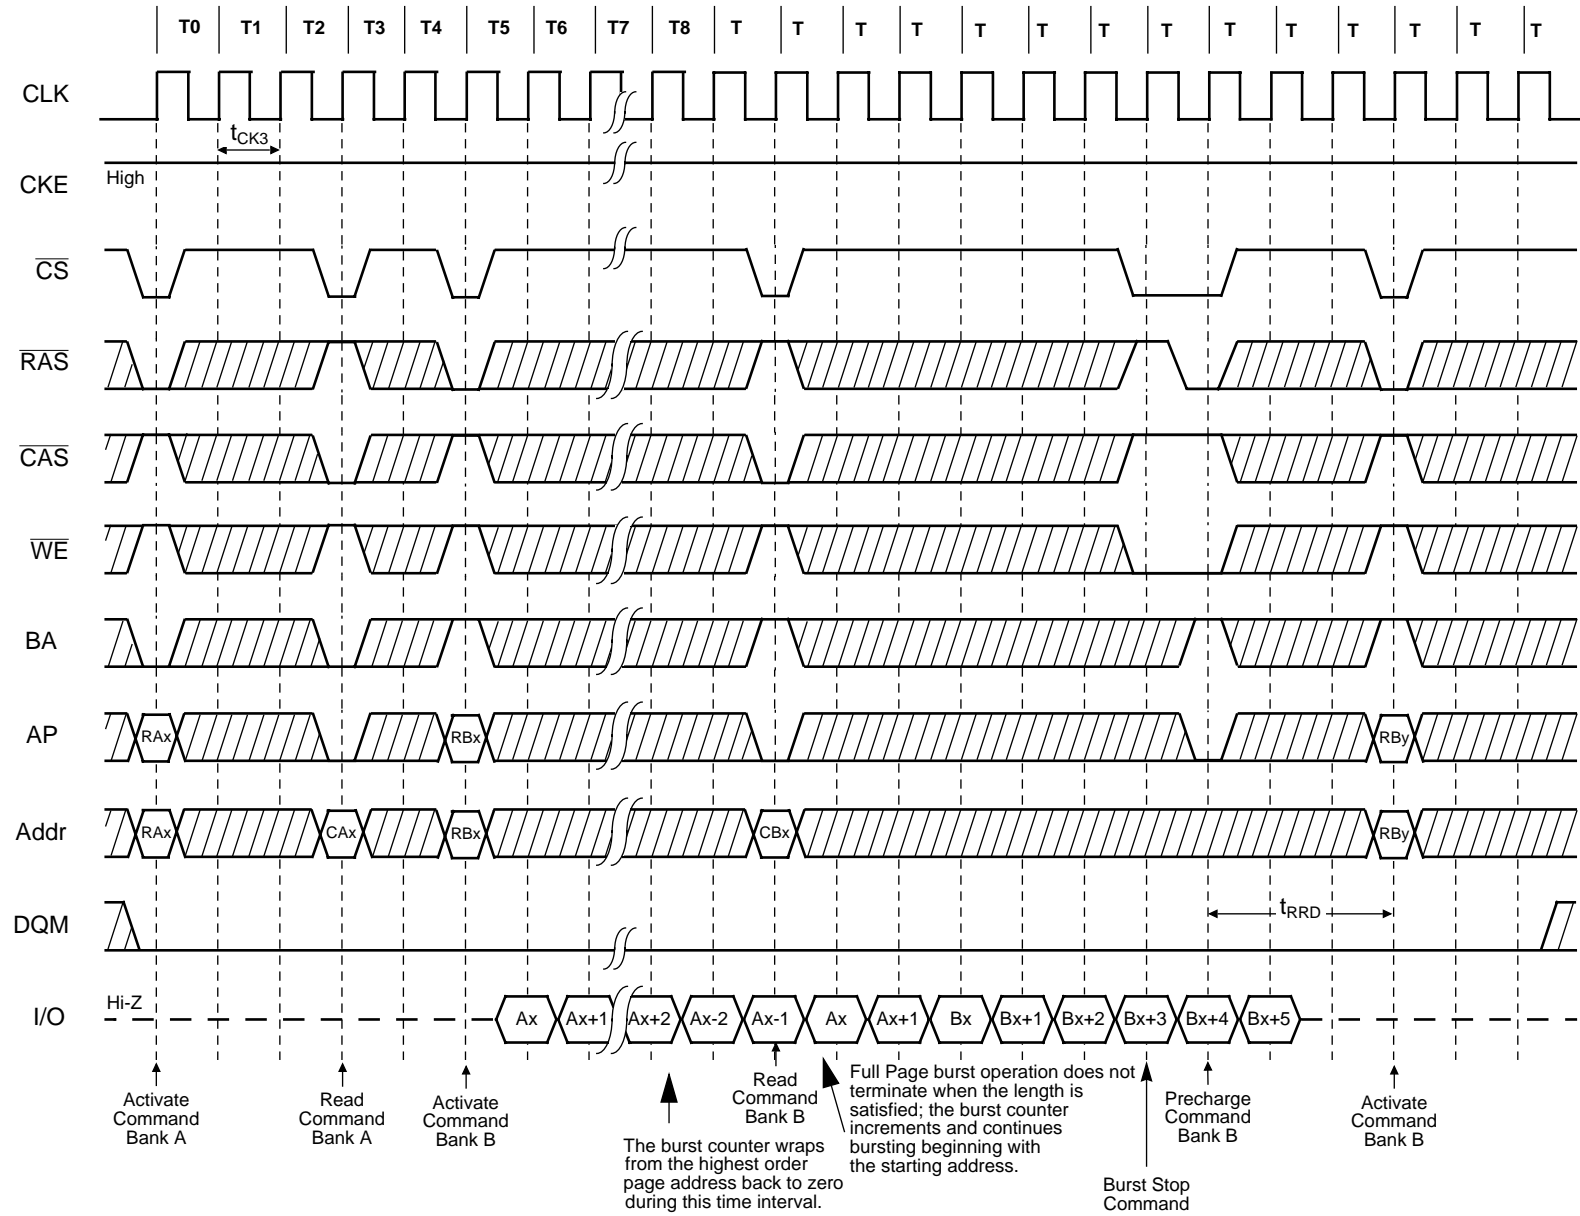 T0 T1 T2 T3 T4 T5 T6 T7 T8 T T T T T T T T T T T T T T
CLK
tCK3
CKE
High
CS
RAS
CAS
WE
BA
AP
RAx RBx RBy
Addr
RAx CAx RBx CBx RBy
DQM
tRRD
I/O
Hi-Z
Ax Ax+1 Ax+2 Ax-2 Ax-1 Ax Ax+1 Bx Bx+1 Bx+2 Bx+3 Bx+4 Bx+5
Activate
Command
Bank A
Read
Command
Bank A
Activate
Command
Bank B
The burst counter wraps
from the highest order
page address back to zero
during this time interval.
Read
Command
Bank B
Full Page burst operation does not
terminate when the length is
satisfied; the burst counter
increments and continues
bursting beginning with
the starting address.
Burst Stop
Command
Precharge
Command
Bank B
Activate
Command
Bank B